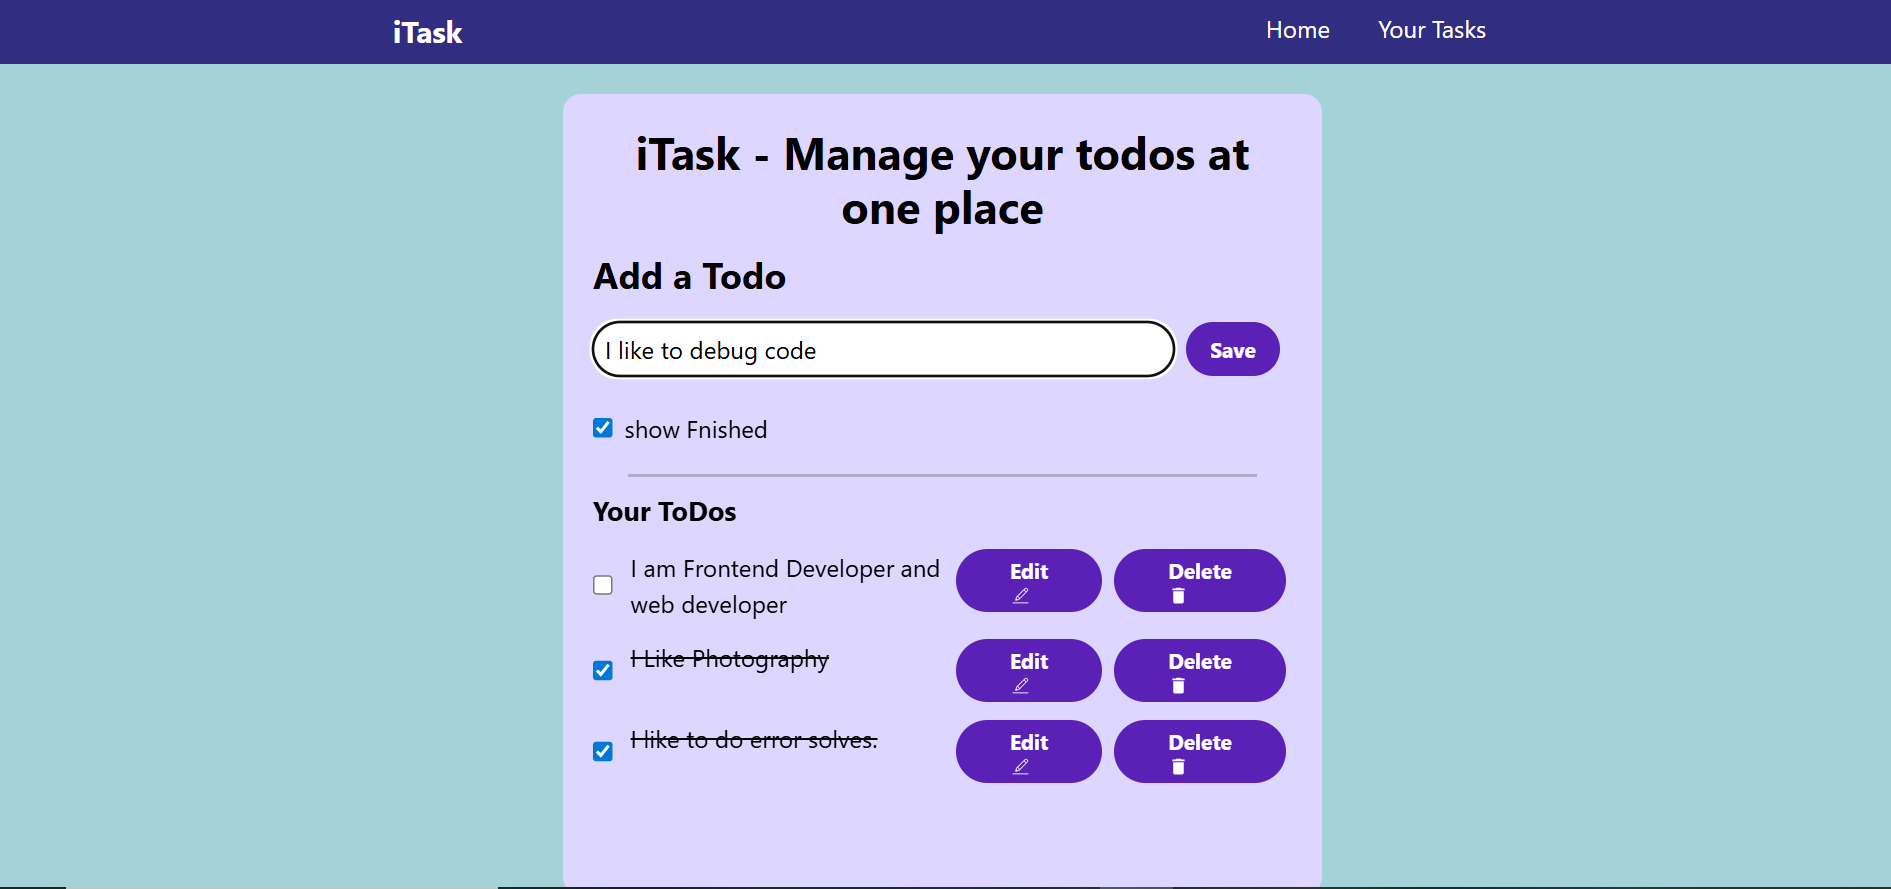 iTask
Home
Your Tasks
iTask - Manage your todos at
one place
Add a Todo
I like to debug code
Save
show Fnished
Your ToDos
I am Frontend Developer and
web developer
Edit
Delete
I Like Photography
Edit
Delete
I like to do error solves.
Edit
Delete